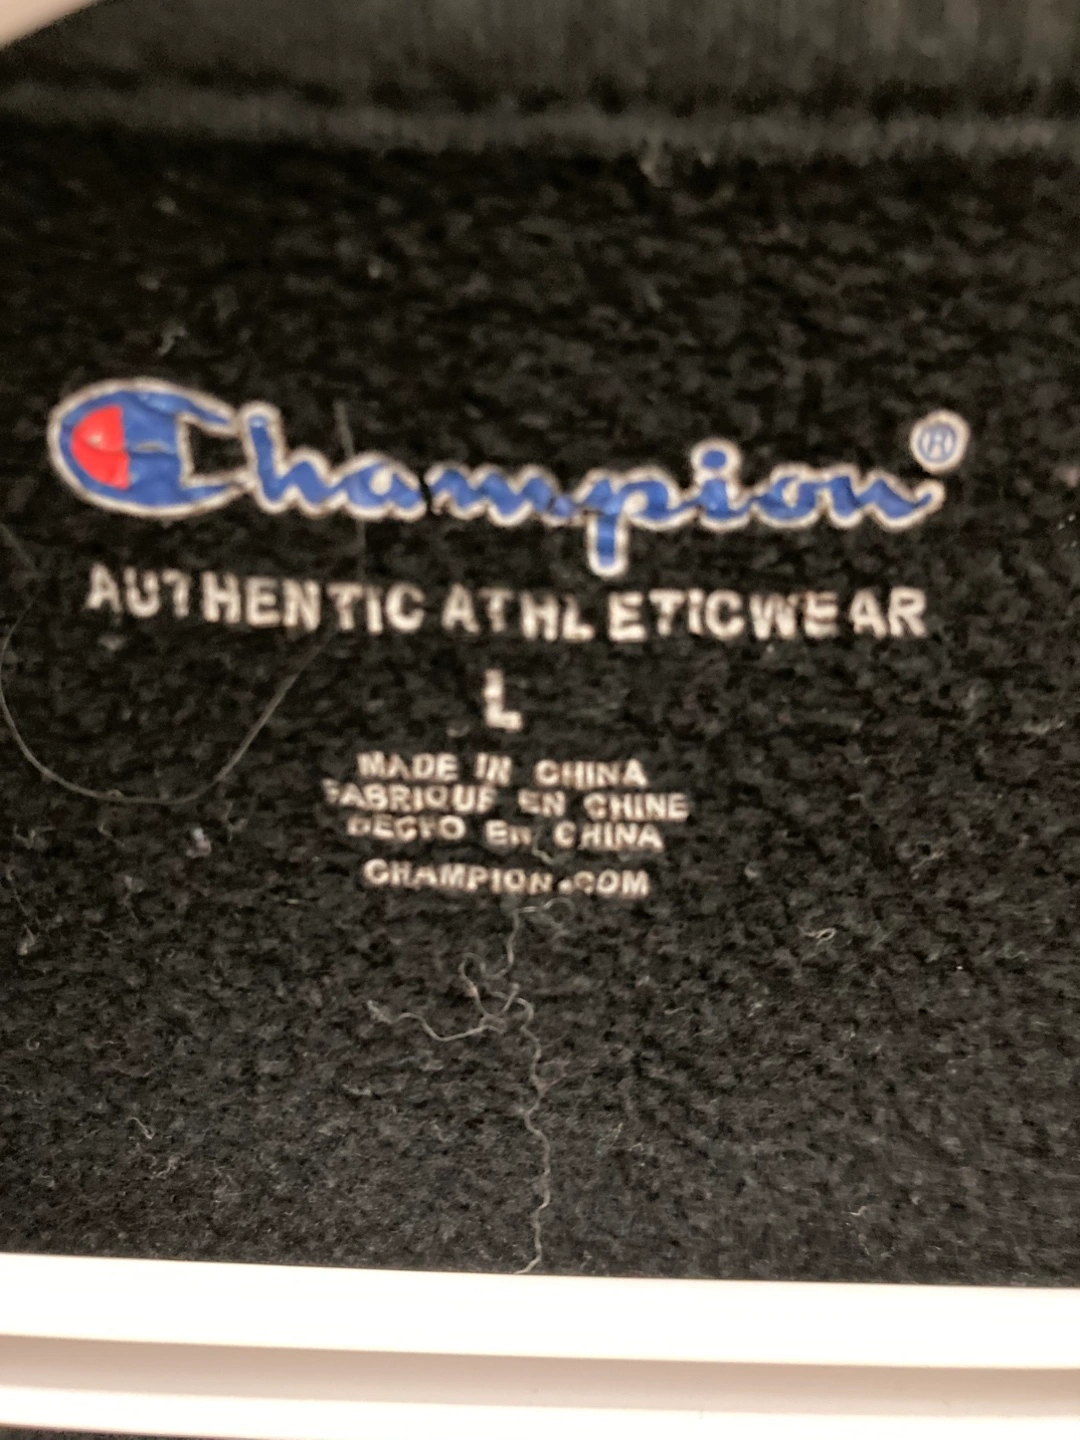 Champion®
AUTHENTIC ATHLETICWEAR
L
MADE IN CHINA
FABRIQUE EN CHINE
HECHO EN CHINA
CHAMPION.COM